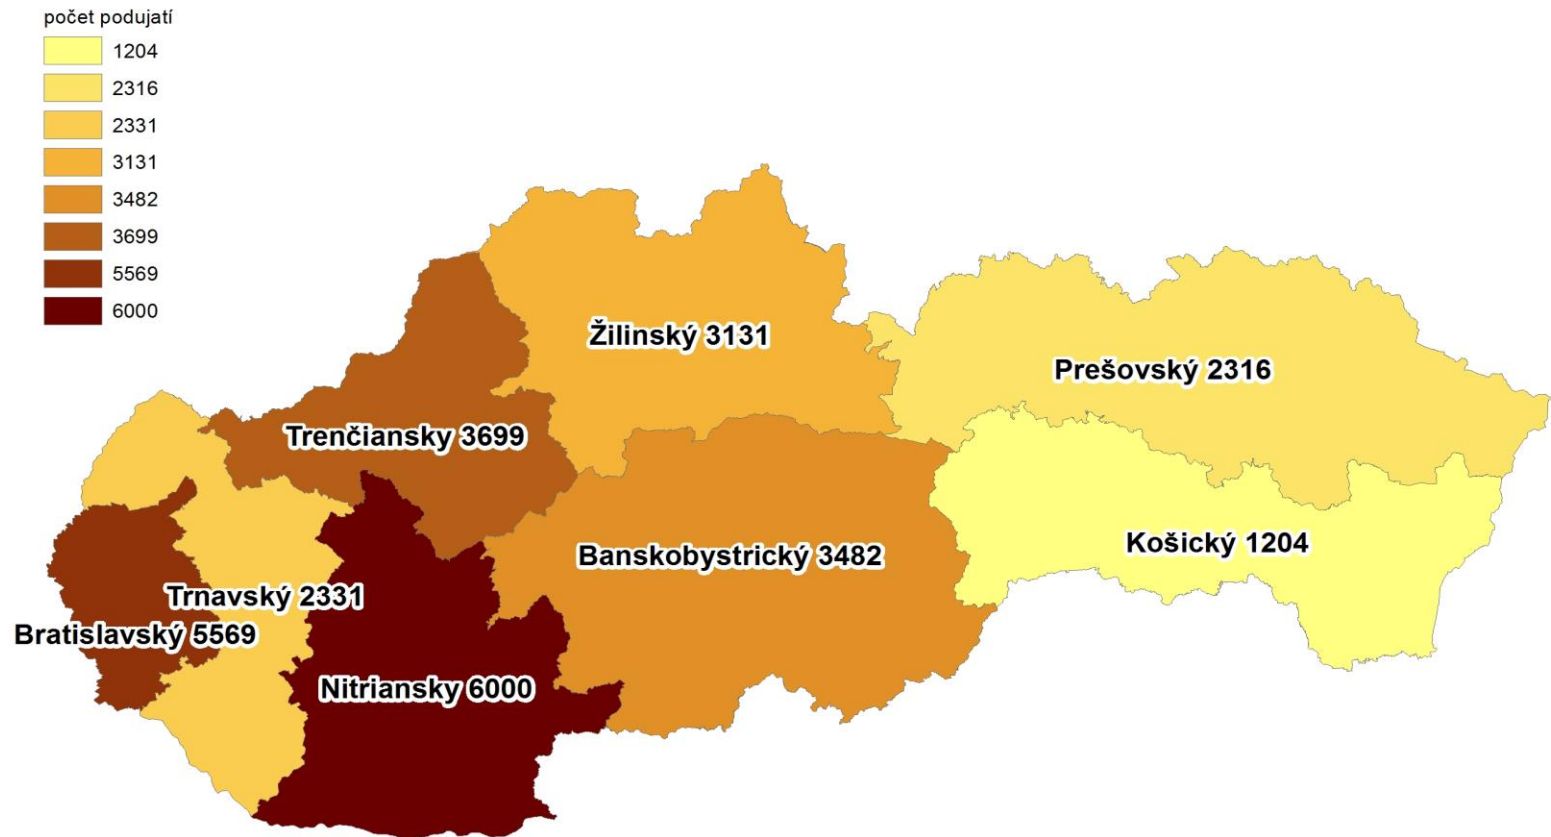 počet podujatí
1204
2316
2331
3131
3482
3699
5569
6000
Žilinský 3131
Prešovský 2316
Trenčiansky 3699
Košický 1204
Banskobystrický 3482
Trnavský 2331
Bratislavský 5569
Nitriansky 6000